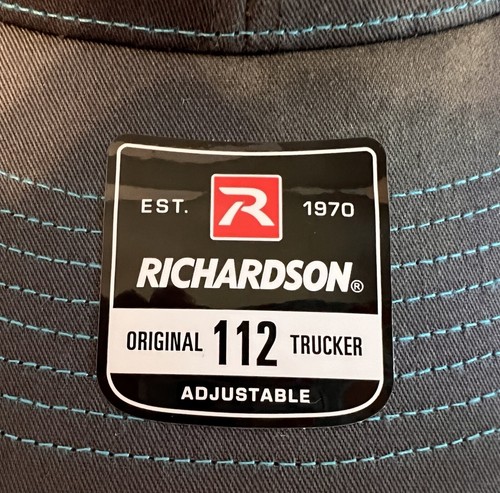 EST. R 1970
RICHARDSON®
ORIGINAL 112 TRUCKER
ADJUSTABLE